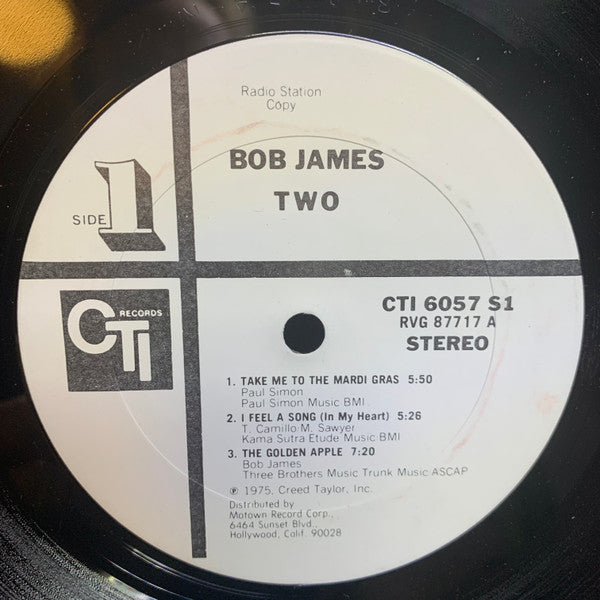 Radio Station
Copy
BOB JAMES
TWO
SIDE 1
CTI RECORDS
CTI 6057 S1
RVG 87717 A
STEREO
1. TAKE ME TO THE MARDI GRAS 5:50
Paul Simon
Paul Simon Music BMI
2. I FEEL A SONG (In My Heart) 5:26
T. Camillo-M. Sawyer
Kama Sutra Etude Music BMI
3. THE GOLDEN APPLE 7:20
Bob James
Three Brothers Music Trunk Music ASCAP
℗ 1975, Creed Taylor, Inc.
Distributed by
Motown Record Corp.,
6464 Sunset Blvd.,
Hollywood, Calif. 90028